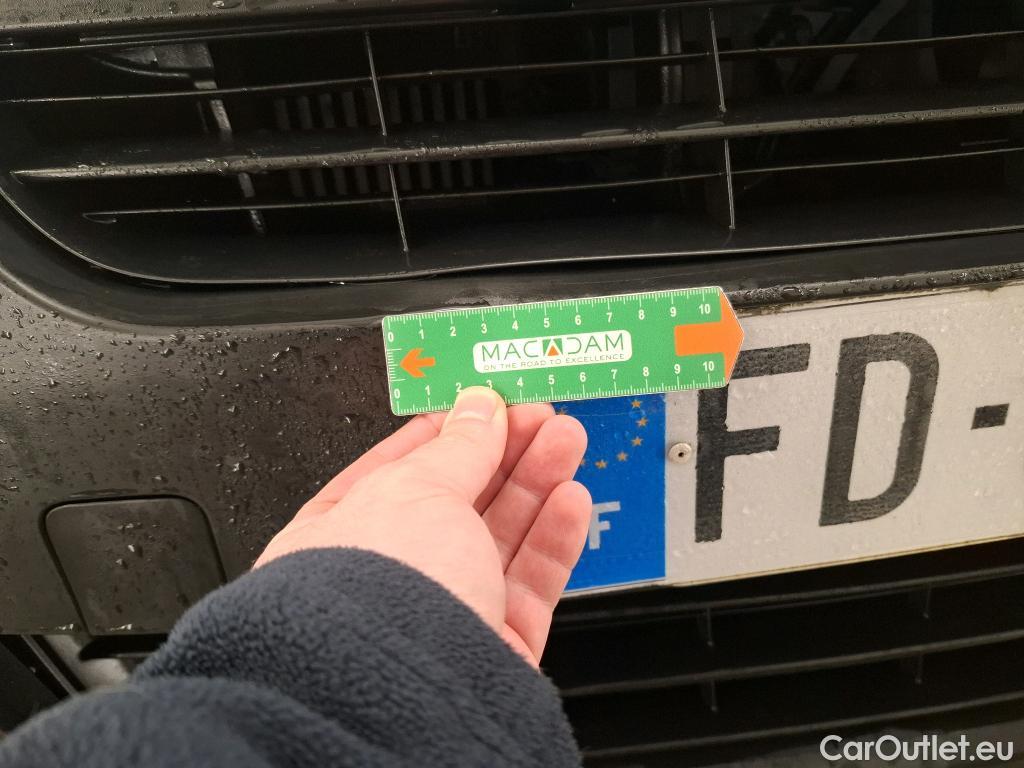 0 1 2 3 4 5 6 7 8 9 10
MACADAM
ON THE ROAD TO EXCELLENCE
0 1 2 3 4 5 6 7 8 9 10
FD-
F
CarOutlet.eu